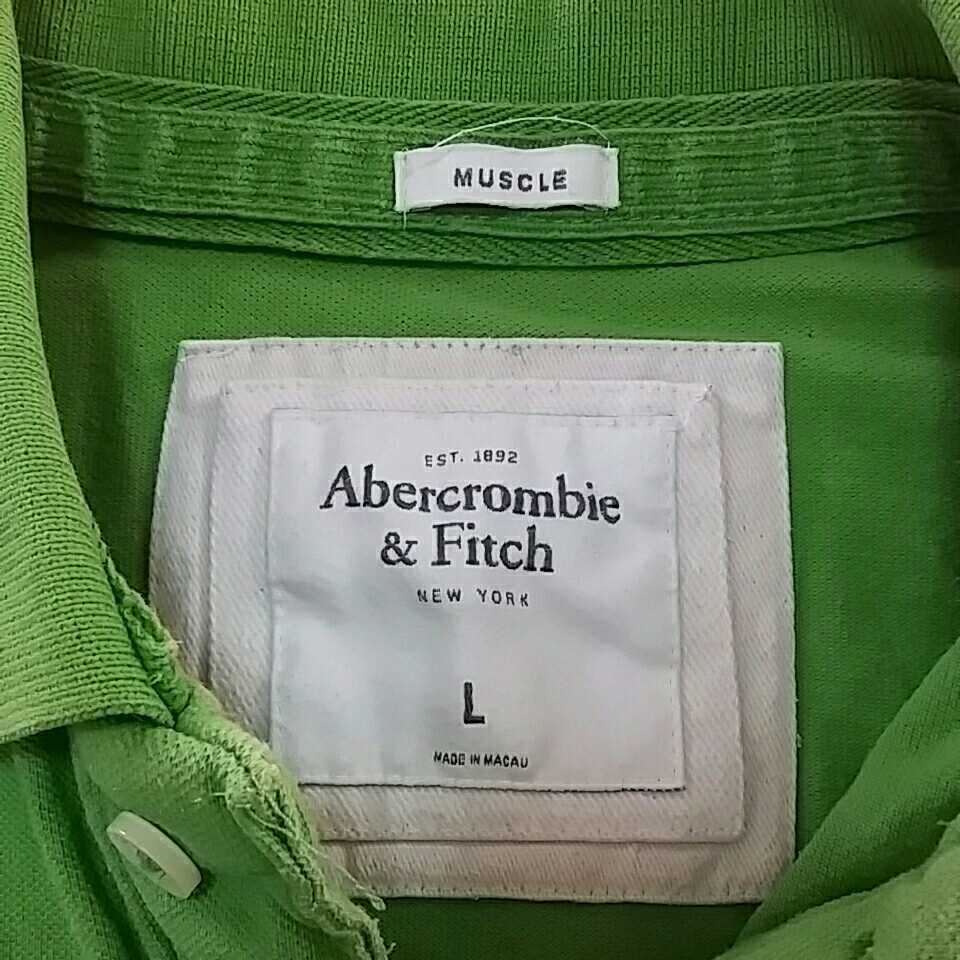 MUSCLE
EST. 1892
Abercrombie
& Fitch
NEW YORK
L
MADE IN MACAU